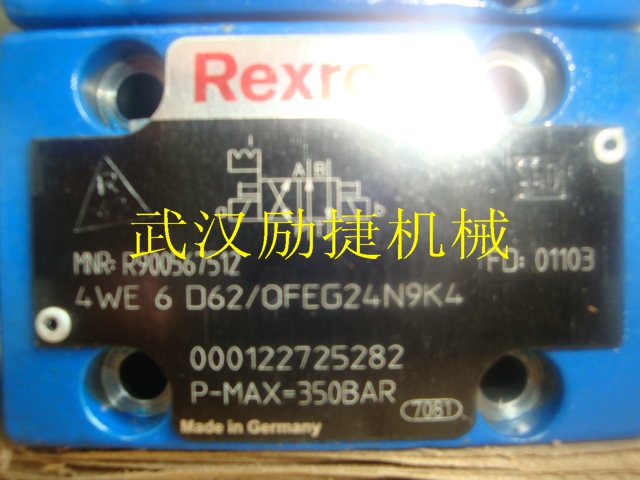 Rexro
A B
武汉励捷机械
MNR: R900567512
FD: 01103
4WE 6 D62/OFEG24N9K4
000122725282
P-MAX=350BAR
7081
Made in Germany